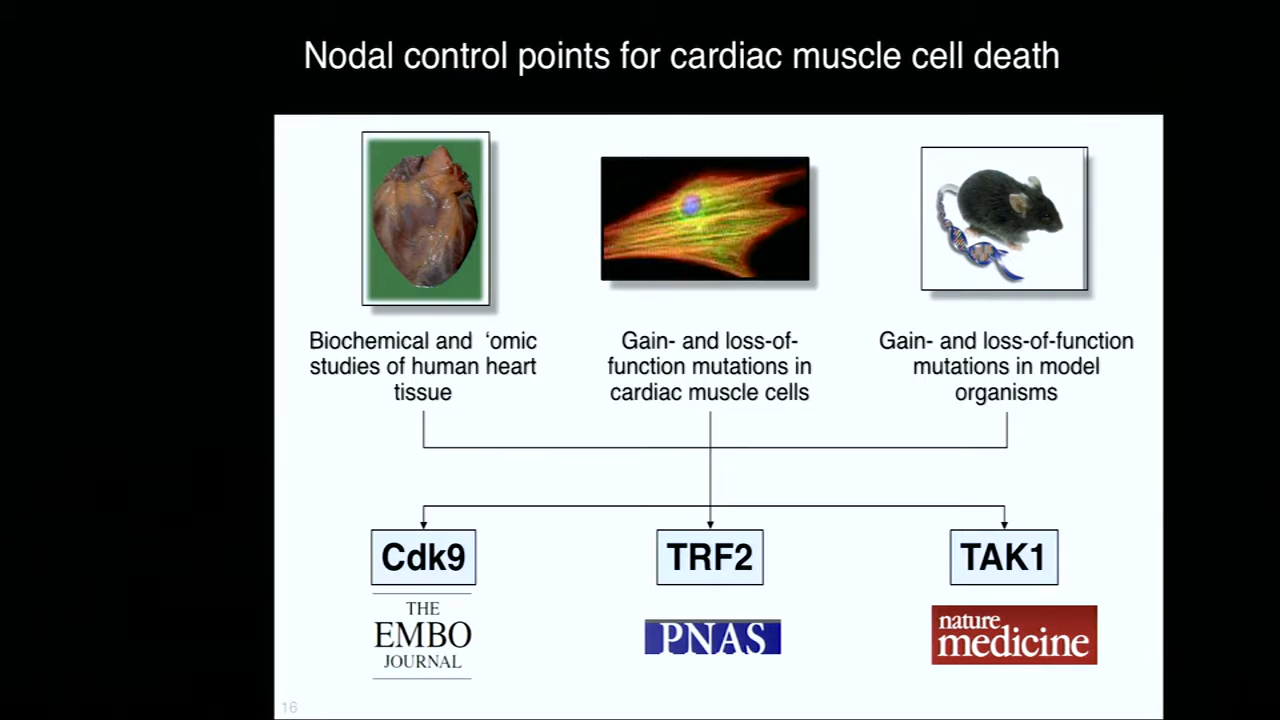 Nodal control points for cardiac muscle cell death
Biochemical and ‘omic
studies of human heart
tissue
Gain- and loss-of-
function mutations in
cardiac muscle cells
Gain- and loss-of-function
mutations in model
organisms
Cdk9
TRF2
TAK1
THE
EMBO
JOURNAL
PNAS
nature
medicine
16